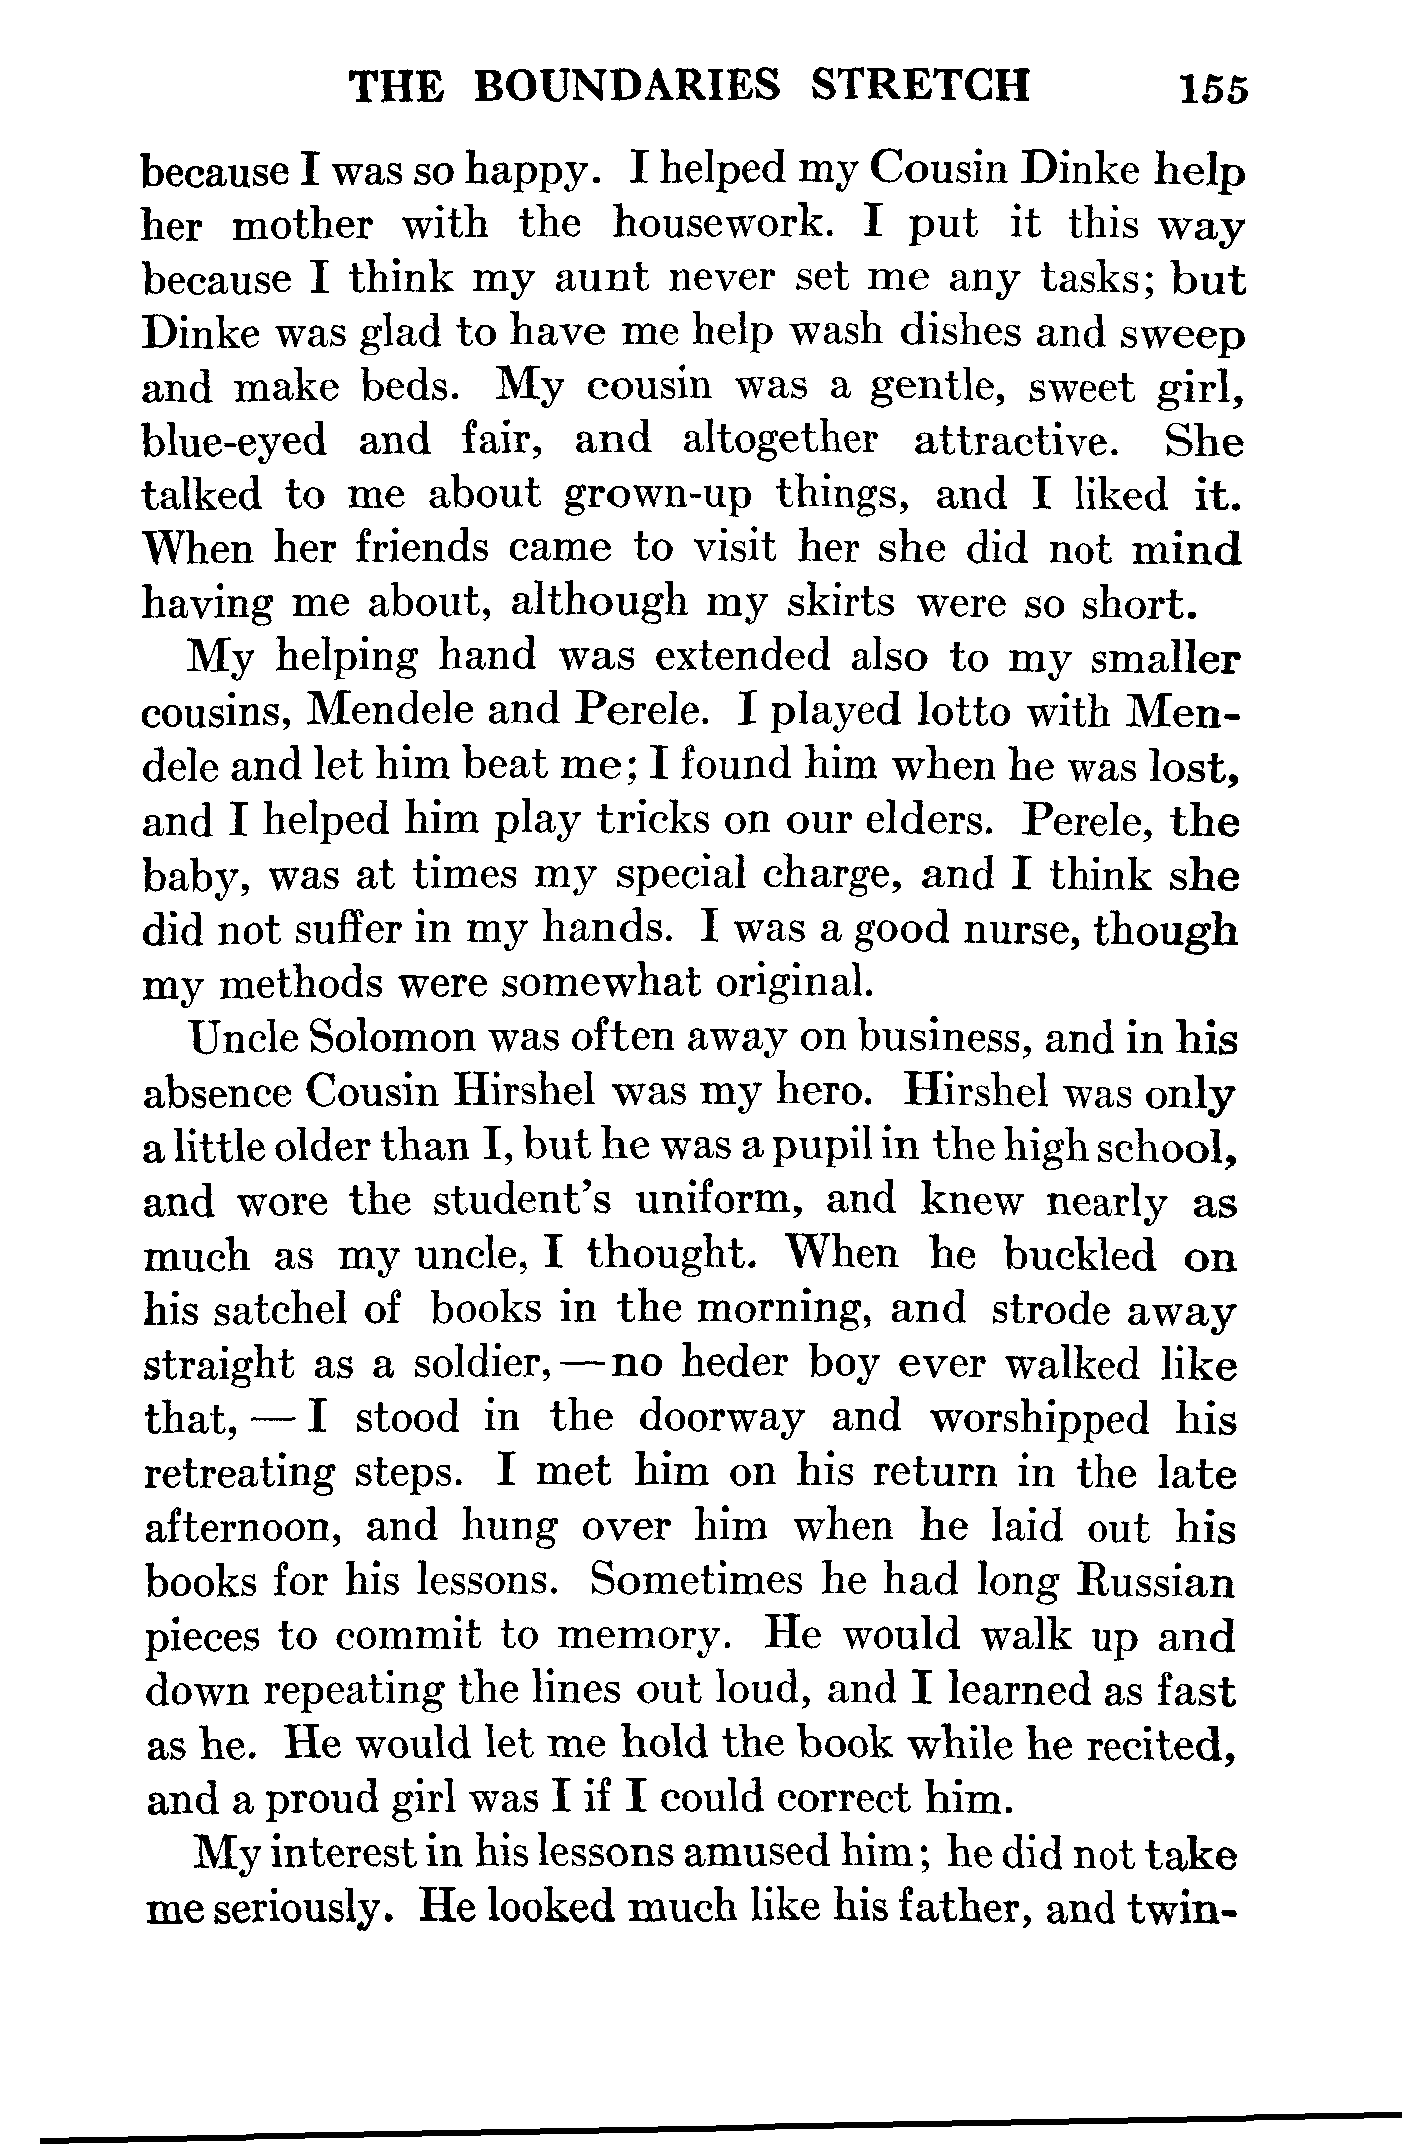 THE BOUNDARIES STRETCH 155
because I was so happy. I helped my Cousin Dinke help
her mother with the housework. I put it this way
because I think my aunt never set me any tasks; but
Dinke was glad to have me help wash dishes and sweep
and make beds. My cousin was a gentle, sweet girl,
blue-eyed and fair, and altogether attractive. She
talked to me about grown-up things, and I liked it.
When her friends came to visit her she did not mind
having me about, although my skirts were so short.
My helping hand was extended also to my smaller
cousins, Mendele and Perele. I played lotto with Men-
dele and let him beat me; I found him when he was lost,
and I helped him play tricks on our elders. Perele, the
baby, was at times my special charge, and I think she
did not suffer in my hands. I was a good nurse, though
my methods were somewhat original.
Uncle Solomon was often away on business, and in his
absence Cousin Hirshel was my hero. Hirshel was only
a little older than I, but he was a pupil in the high school,
and wore the student's uniform, and knew nearly as
much as my uncle, I thought. When he buckled on
his satchel of books in the morning, and strode away
straight as a soldier, — no heder boy ever walked like
that, — I stood in the doorway and worshipped his
retreating steps. I met him on his return in the late
afternoon, and hung over him when he laid out his
books for his lessons. Sometimes he had long Russian
pieces to commit to memory. He would walk up and
down repeating the lines out loud, and I learned as fast
as he. He would let me hold the book while he recited,
and a proud girl was I if I could correct him.
My interest in his lessons amused him; he did not take
me seriously. He looked much like his father, and twin-